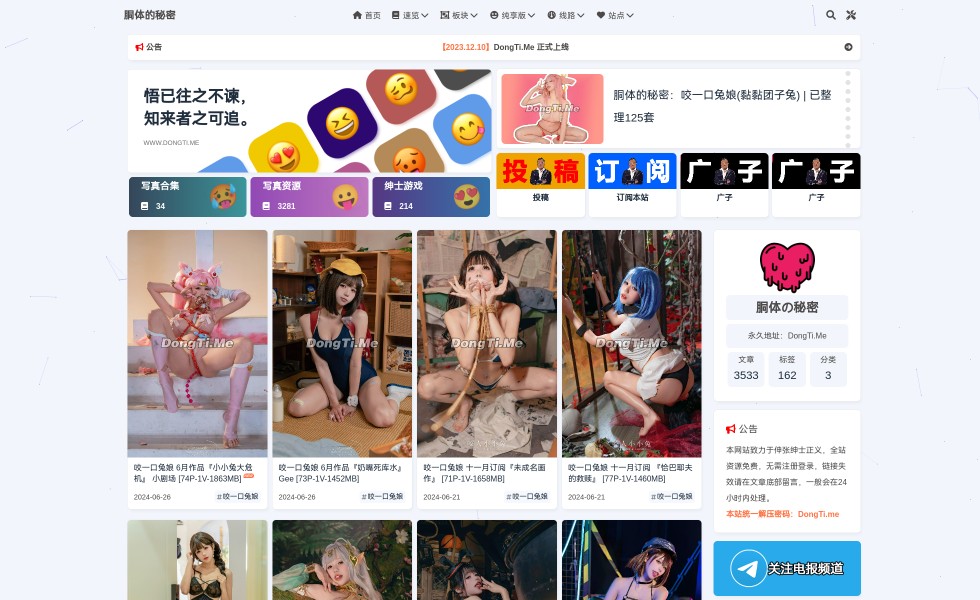 胴体的秘密
首页 速览 板块 纯享版 线路 站点
公告
【2023.12.10】DongTi.Me 正式上线
悟已往之不谏，
知来者之可追。
WWW.DONGTI.ME
DongTi.Me
胴体的秘密：咬一口兔娘(黏黏团子兔) | 已整
理125套
写真合集
34
写真资源
3281
绅士游戏
214
投稿
投稿
订阅
订阅本站
广子
广子
广子
广子
DongTi.Me
咬一口兔娘 6月作品『小小兔大危
机』 小剧场 [74P-1V-1863MB]
2024-06-26
#咬一口兔娘
DongTi.Me
咬一口兔娘 6月作品『奶嘴死库水』
Gee [73P-1V-1452MB]
2024-06-26
#咬一口兔娘
DongTi.Me
咬一口兔娘 十一月订阅『未成名画
作』 [71P-1V-1658MB]
2024-06-21
#咬一口兔娘
DongTi.Me
咬一口兔娘 十一月订阅 『恰巴耶夫
的救赎』 [77P-1V-1460MB]
2024-06-21
#咬一口兔娘
胴体の秘密
永久地址：DongTi.Me
文章
3533
标签
162
分类
3
公告
本网站致力于伸张绅士正义，全站
资源免费，无需注册登录，链接失
效请在文章底部留言，一般会在24
小时内处理。
本站统一解压密码：DongTi.me
关注电报频道